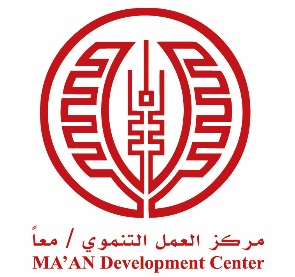 مركز العمل التنموي / معاً
MA'AN Development Center